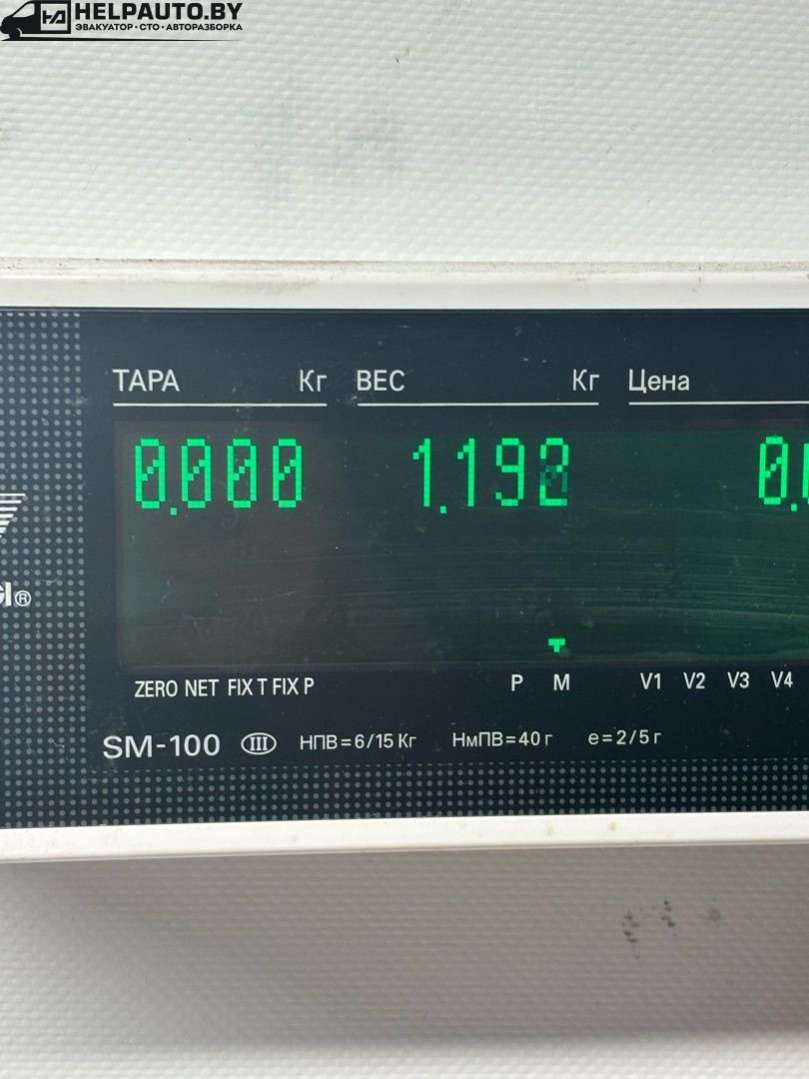 HELPAUTO.BY
ЭВАКУАТОР • СТО • АВТОРАЗБОРКА
ТАРА Кг ВЕС Кг Цена
0.000 1.19
ZERO NET FIX T FIX P P M V1 V2 V3 V4
SM-100 III НПВ=6/15 Кг НмПВ=40 г e=2/5 г